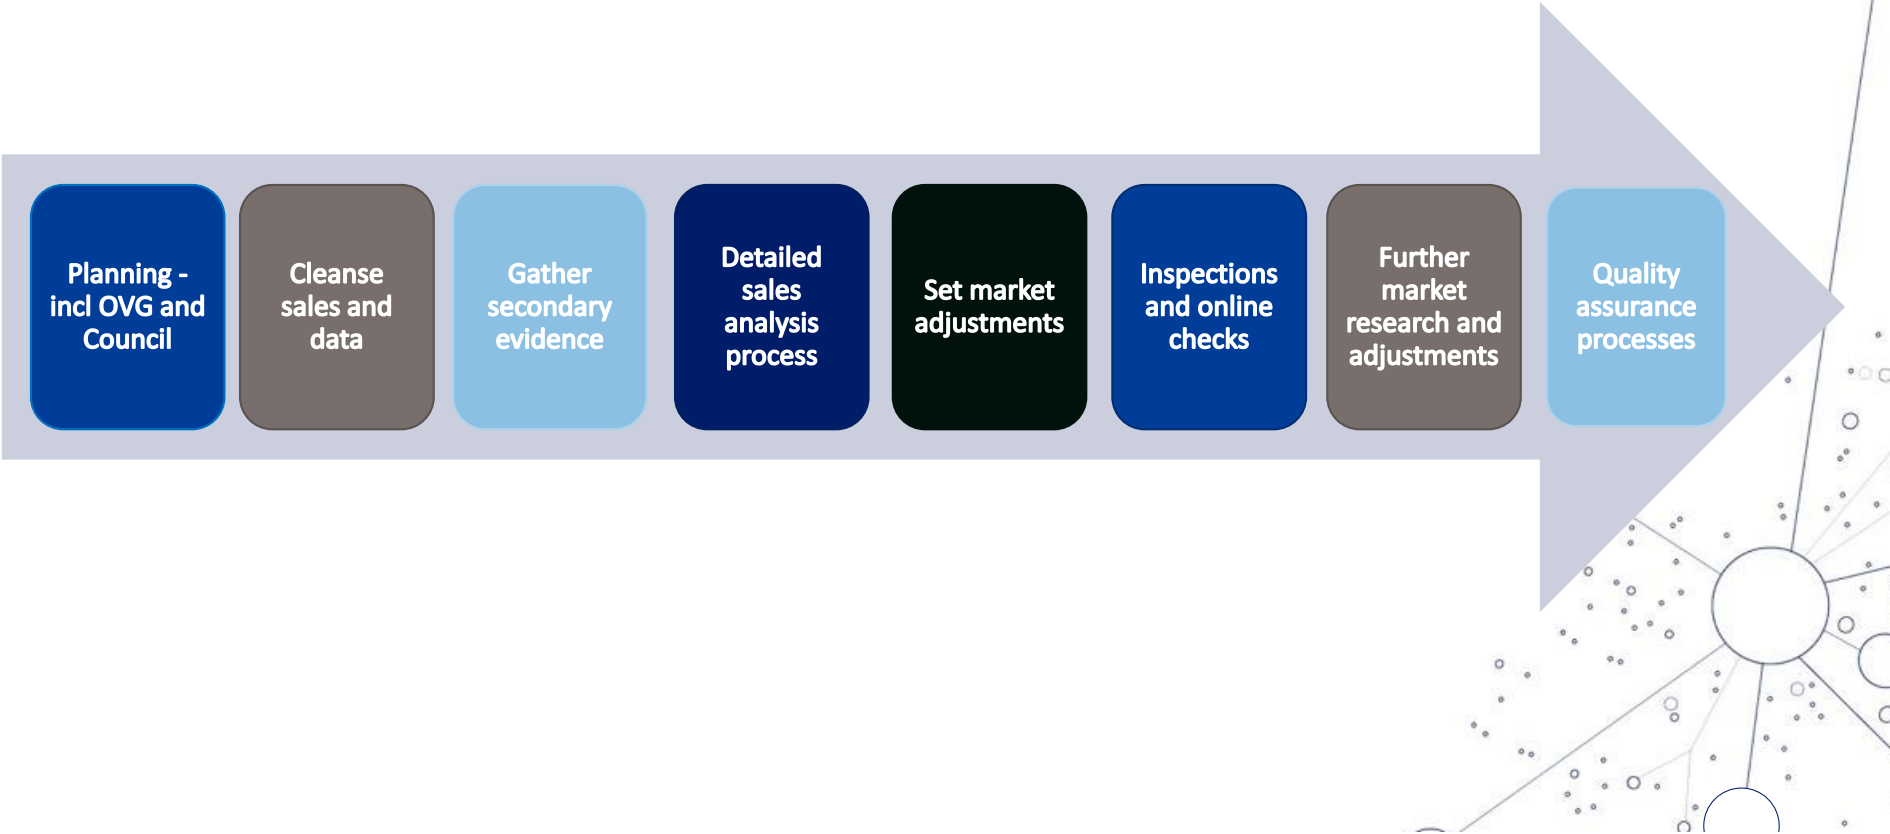 Planning -
incl OVG and
Council
Cleanse
sales and
data
Gather
secondary
evidence
Detailed
sales
analysis
process
Set market
adjustments
Inspections
and online
checks
Further
market
research and
adjustments
Quality
assurance
processes